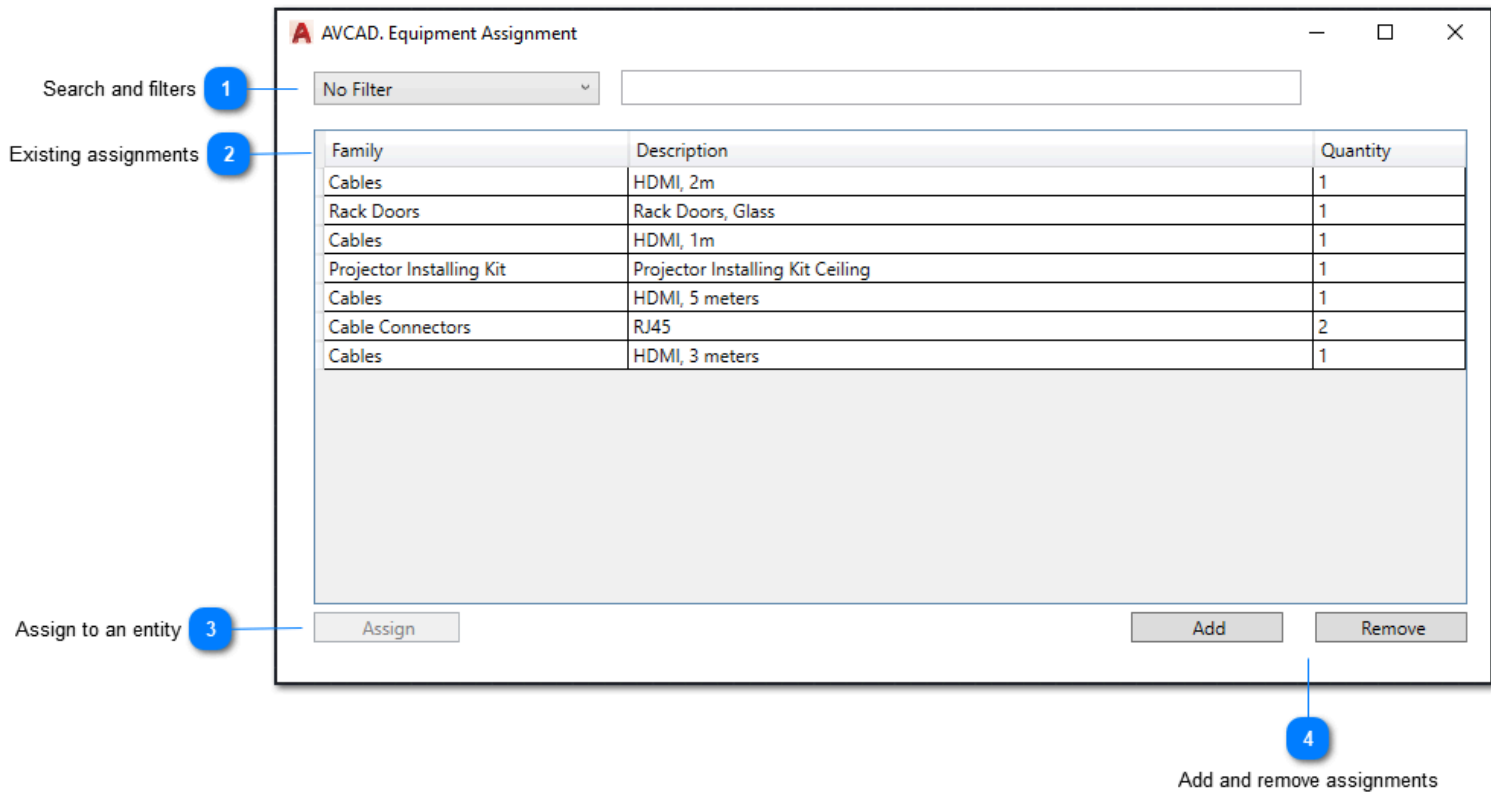 AVCAD. Equipment Assignment
Search and filters 1 No Filter
Existing assignments 2 Family Description Quantity
Cables HDMI, 2m 1
Rack Doors Rack Doors, Glass 1
Cables HDMI, 1m 1
Projector Installing Kit Projector Installing Kit Ceiling 1
Cables HDMI, 5 meters 1
Cable Connectors RJ45 2
Cables HDMI, 3 meters 1
Assign to an entity 3 Assign Add Remove
4
Add and remove assignments